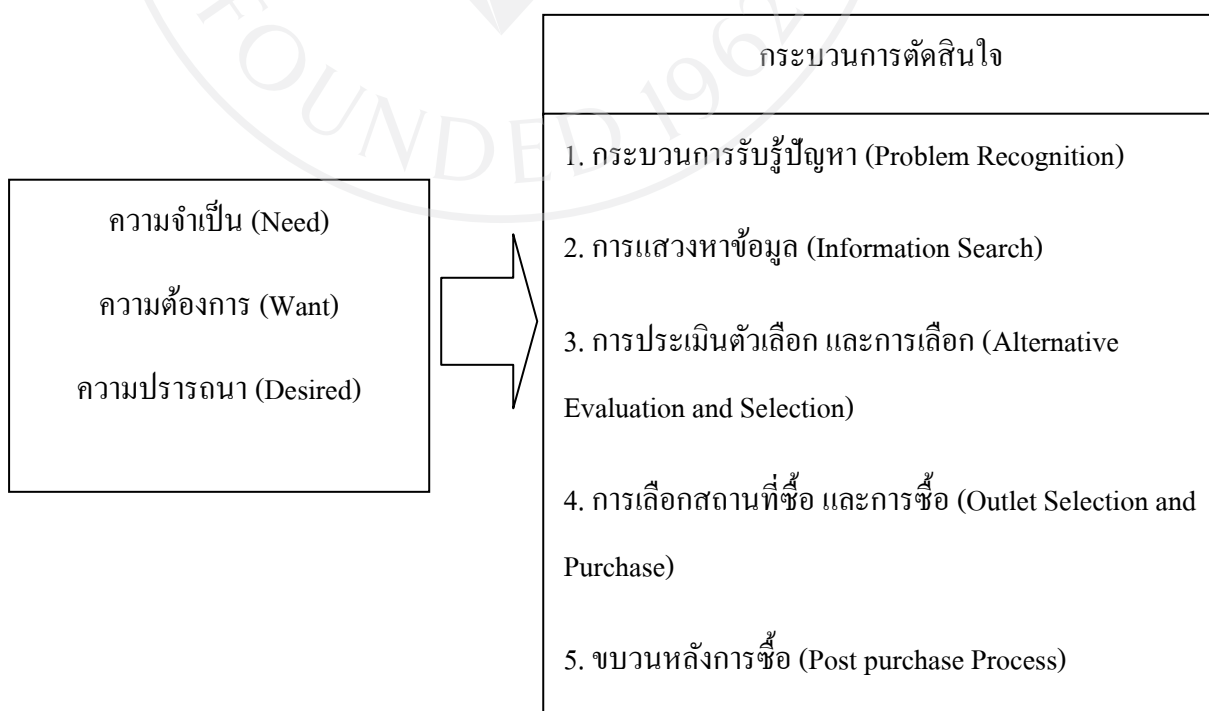 FOUNDED 1962
ความจำเป็น (Need)
ความต้องการ (Want)
ความปรารถนา (Desired)
กระบวนการตัดสินใจ
1. กระบวนการรับรู้ปัญหา (Problem Recognition)
2. การแสวงหาข้อมูล (Information Search)
3. การประเมินตัวเลือก และการเลือก (Alternative
Evaluation and Selection)
4. การเลือกสถานที่ซื้อ และการซื้อ (Outlet Selection and
Purchase)
5. ขบวนหลังการซื้อ (Post purchase Process)